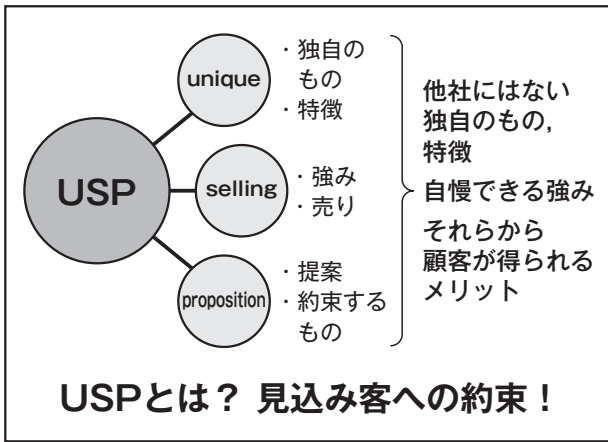 USP
unique
・独自の
もの
・特徴
selling
・強み
・売り
proposition
・提案
・約束する
もの
他社にはない
独自のもの，
特徴
自慢できる強み
それらから
顧客が得られる
メリット
USPとは？ 見込み客への約束！